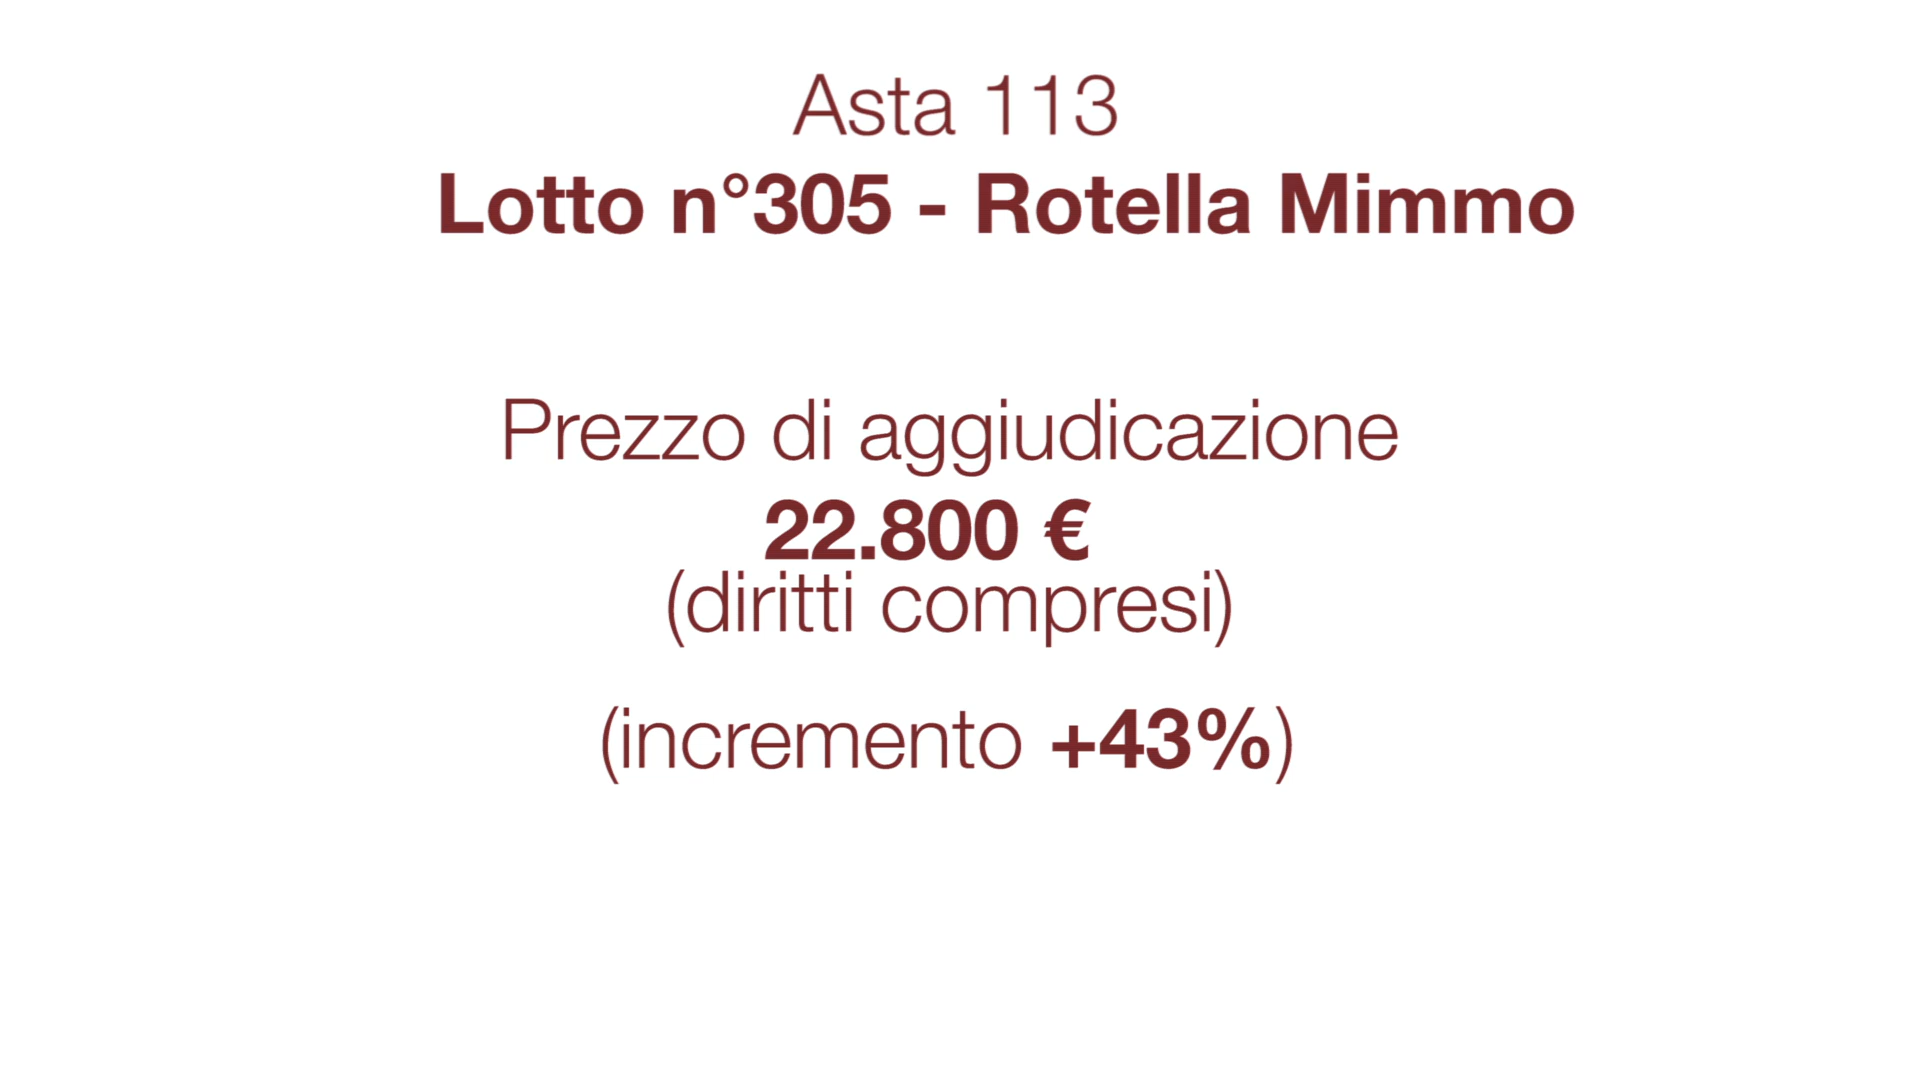 Asta 113
Lotto n°305 - Rotella Mimmo
Prezzo di aggiudicazione
22.800 €
(diritti compresi)
(incremento +43%)